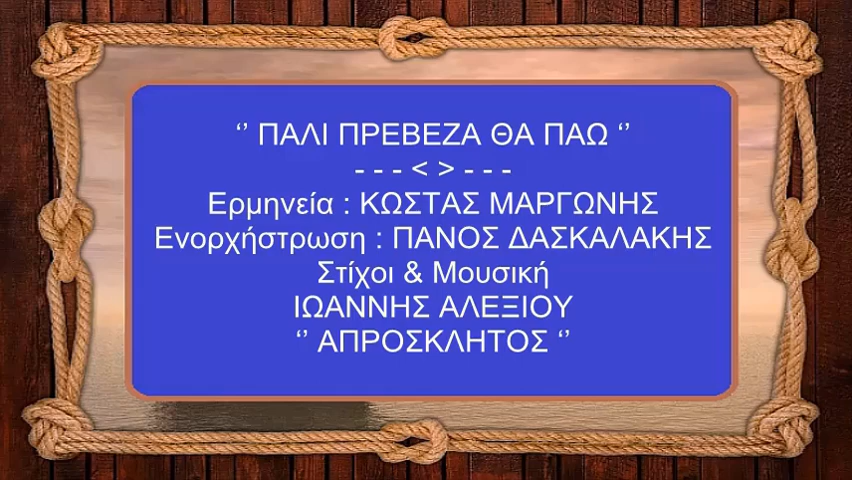 ‘’ ΠΑΛΙ ΠΡΕΒΕΖΑ ΘΑ ΠΑΩ ‘’
- - - < > - - -
Ερμηνεία : ΚΩΣΤΑΣ ΜΑΡΓΩΝΗΣ
Ενορχήστρωση : ΠΑΝΟΣ ΔΑΣΚΑΛΑΚΗΣ
Στίχοι & Μουσική
ΙΩΑΝΝΗΣ ΑΛΕΞΙΟΥ
‘’ ΑΠΡΟΣΚΛΗΤΟΣ ‘’